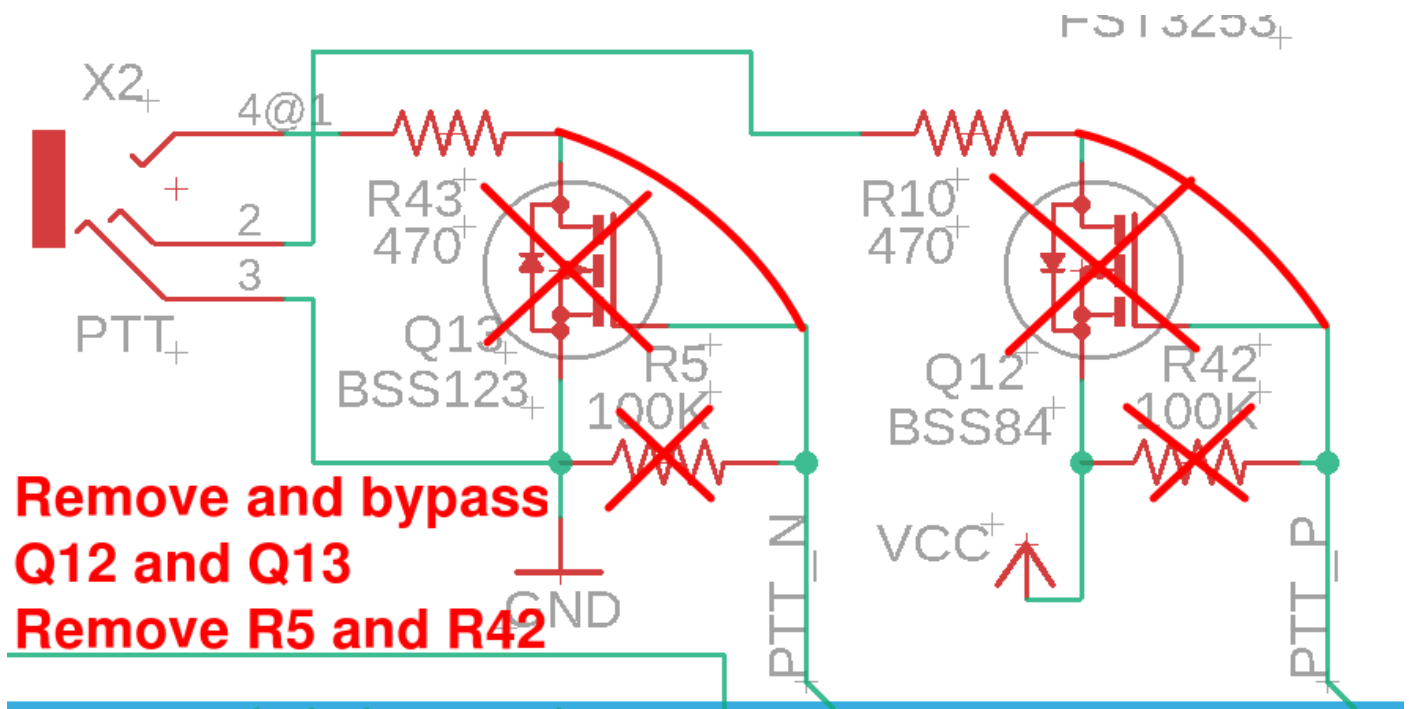 FST3253
X2
4@1
R43
470
R10
470
2
3
PTT
Q13
BSS123
R5
100K
Q12
BSS84
R42
100K
Remove and bypass
Q12 and Q13
Remove R5 and R42
GND
PTT_N
VCC
PTT_P